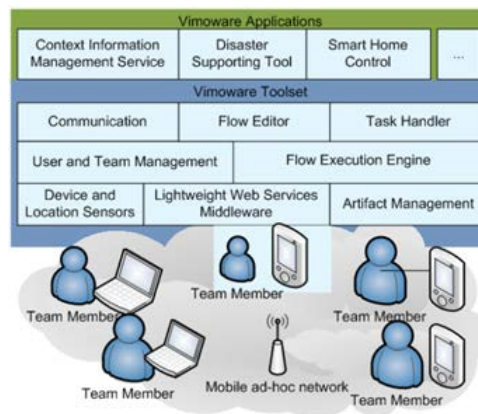 Vimoware Applications
Context Information
Management Service
Disaster
Supporting Tool
Smart Home
Control
...
Vimoware Toolset
Communication
Flow Editor
Task Handler
User and Team Management
Flow Execution Engine
Device and
Location Sensors
Lightweight Web Services
Middleware
Artifact Management
Team Member
Team Member
Team Member
Team Member
Mobile ad-hoc network
Team Member